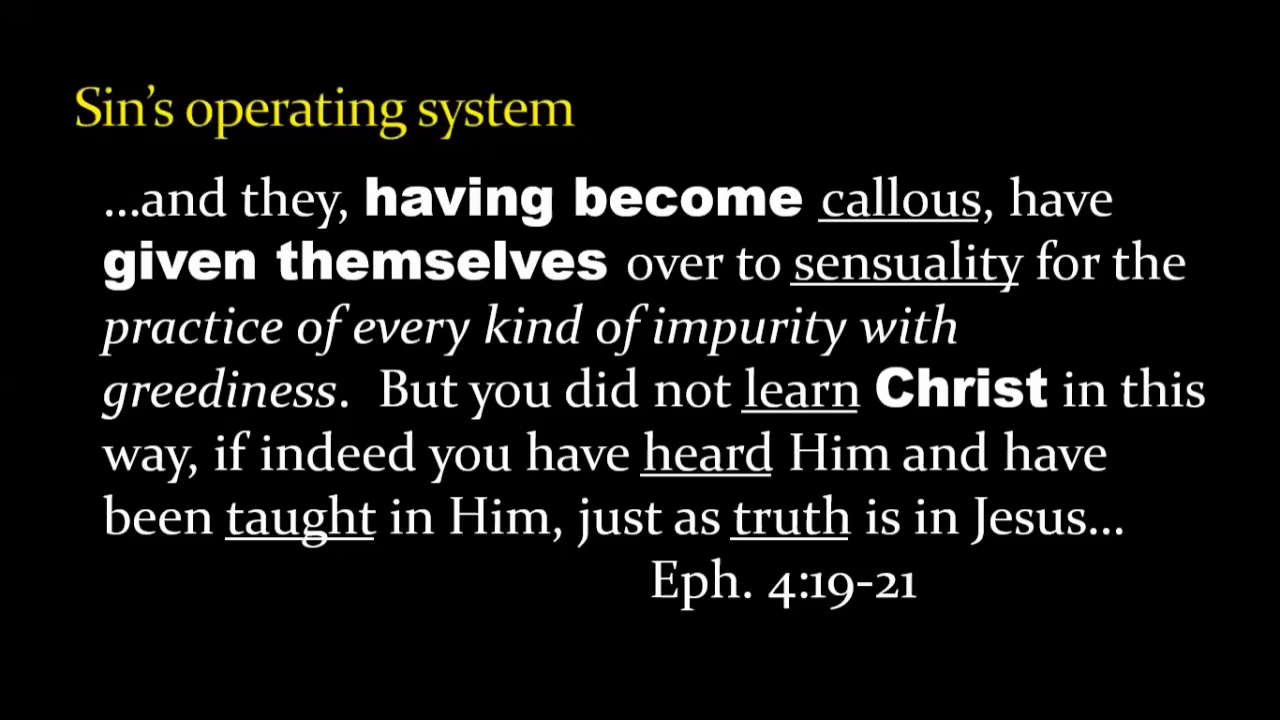 Sin’s operating system
…and they, having become callous, have
given themselves over to sensuality for the
practice of every kind of impurity with
greediness.  But you did not learn Christ in this
way, if indeed you have heard Him and have
been taught in Him, just as truth is in Jesus…
Eph. 4:19-21